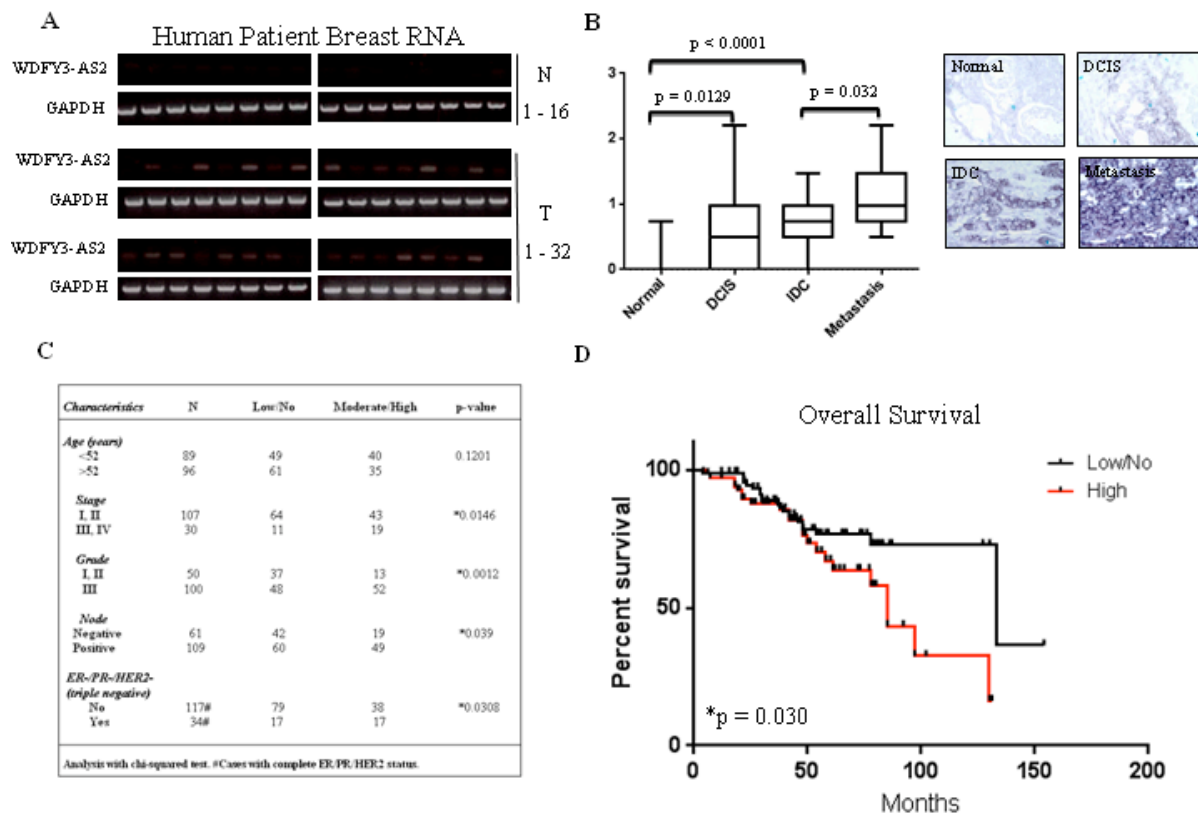 A
Human Patient Breast RNA
WDFY3-AS2
GAPDH
N
1 - 16
WDFY3-AS2
GAPDH
T
WDFY3-AS2
1 - 32
GAPDH
B
p < 0.0001
p = 0.0129
p = 0.032
3
2
1
0
Normal
DCIS
IDC
Metastasis
Normal
DCIS
IDC
Metastasis
C
Characteristics N Low/No Moderate/High p-value
Age (years)
<52 89 49 40 0.1201
>52 96 61 35
Stage
I, II 107 64 43 *0.0146
III, IV 30 11 19
Grade
I, II 50 37 13 *0.0012
III 100 48 52
Node
Negative 61 42 19 *0.039
Positive 109 60 49
ER-/PR-/HER2-
(triple negative)
No 117# 79 38 *0.0308
Yes 34# 17 17
Analysis with chi-squared test. #Cases with complete ER/PR/HER2 status.
D
Overall Survival
Low/No
High
Percent survival
100
50
0
*p = 0.030
0 50 100 150 200
Months